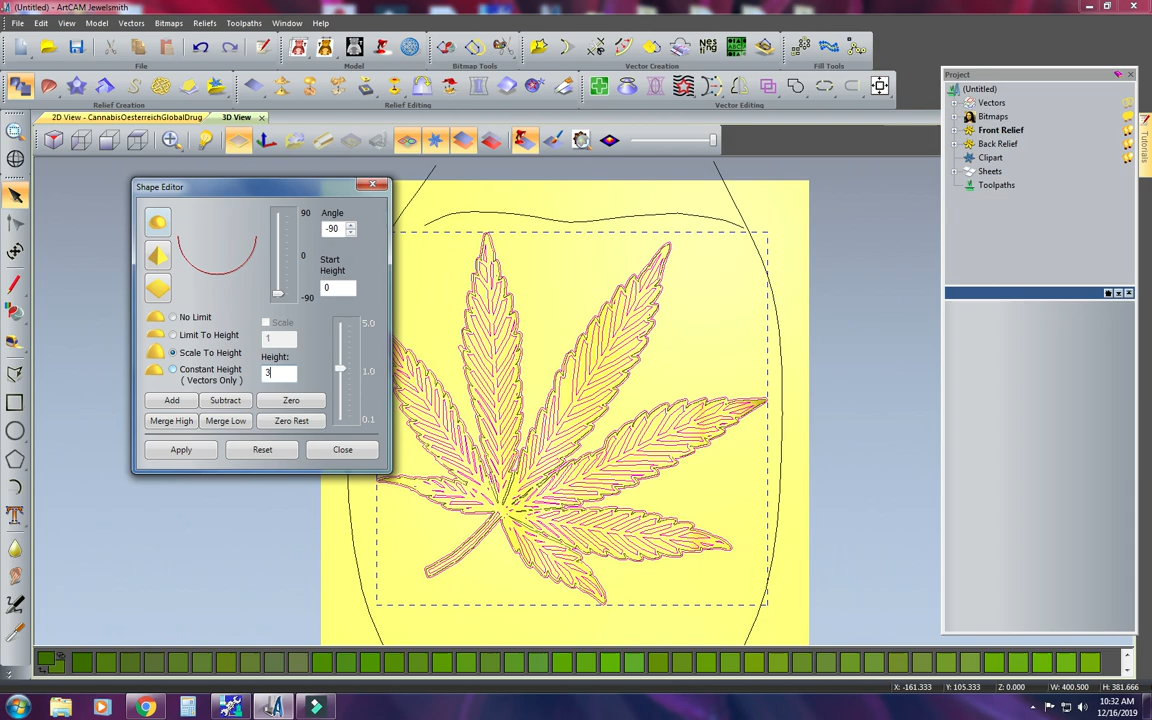 (Untitled) - ArtCAM Jewelsmith
File Edit Model Vectors Bitmaps Reliefs Toolpaths Window Help
File Model Bitmap Tools Vector Creation Fill Tools
Relief Creation Relief Editing Vector Editing
2D View - CannabisOesterreichGlobalDrug 3D View
Shape Editor
90 Angle
-90
0 Start
Height
0
-90
No Limit
Scale
5.0
Limit To Height
1
Scale To Height
Height:
1.0
Constant Height
( Vectors Only )
3
Add Subtract Zero
0.1
Merge High Merge Low Zero Rest
Apply Reset Close
Project
(Untitled)
Vectors
Bitmaps
Front Relief
Back Relief
Clipart
Sheets
Toolpaths
Tutorials
X: -161.333 Y: 105.333 Z: 0.000 W: 400.500 H: 381.666
10:32 AM
12/16/2019